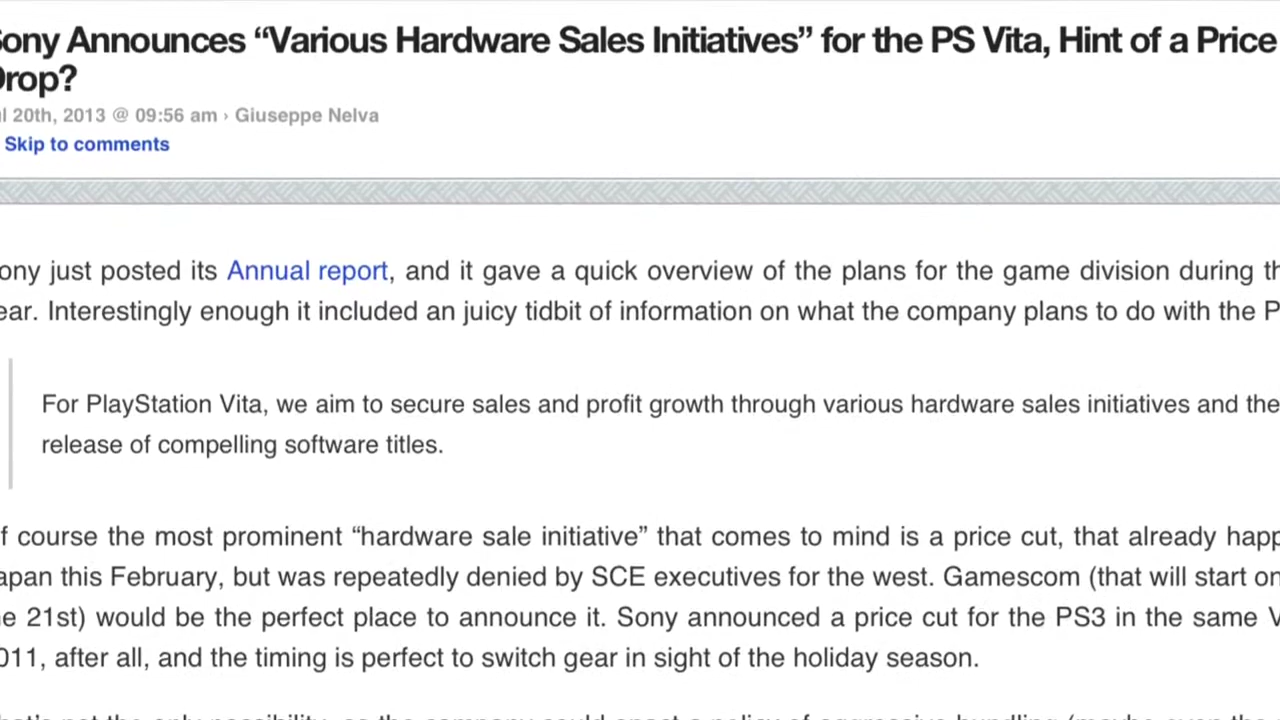 ony Announces “Various Hardware Sales Initiatives” for the PS Vita, Hint of a Price
Drop?
l 20th, 2013 @ 09:56 am › Giuseppe Nelva
Skip to comments
ony just posted its Annual report, and it gave a quick overview of the plans for the game division during th
ear. Interestingly enough it included an juicy tidbit of information on what the company plans to do with the P
For PlayStation Vita, we aim to secure sales and profit growth through various hardware sales initiatives and the
release of compelling software titles.
f course the most prominent “hardware sale initiative” that comes to mind is a price cut, that already happ
apan this February, but was repeatedly denied by SCE executives for the west. Gamescom (that will start on
e 21st) would be the perfect place to announce it. Sony announced a price cut for the PS3 in the same V
011, after all, and the timing is perfect to switch gear in sight of the holiday season.